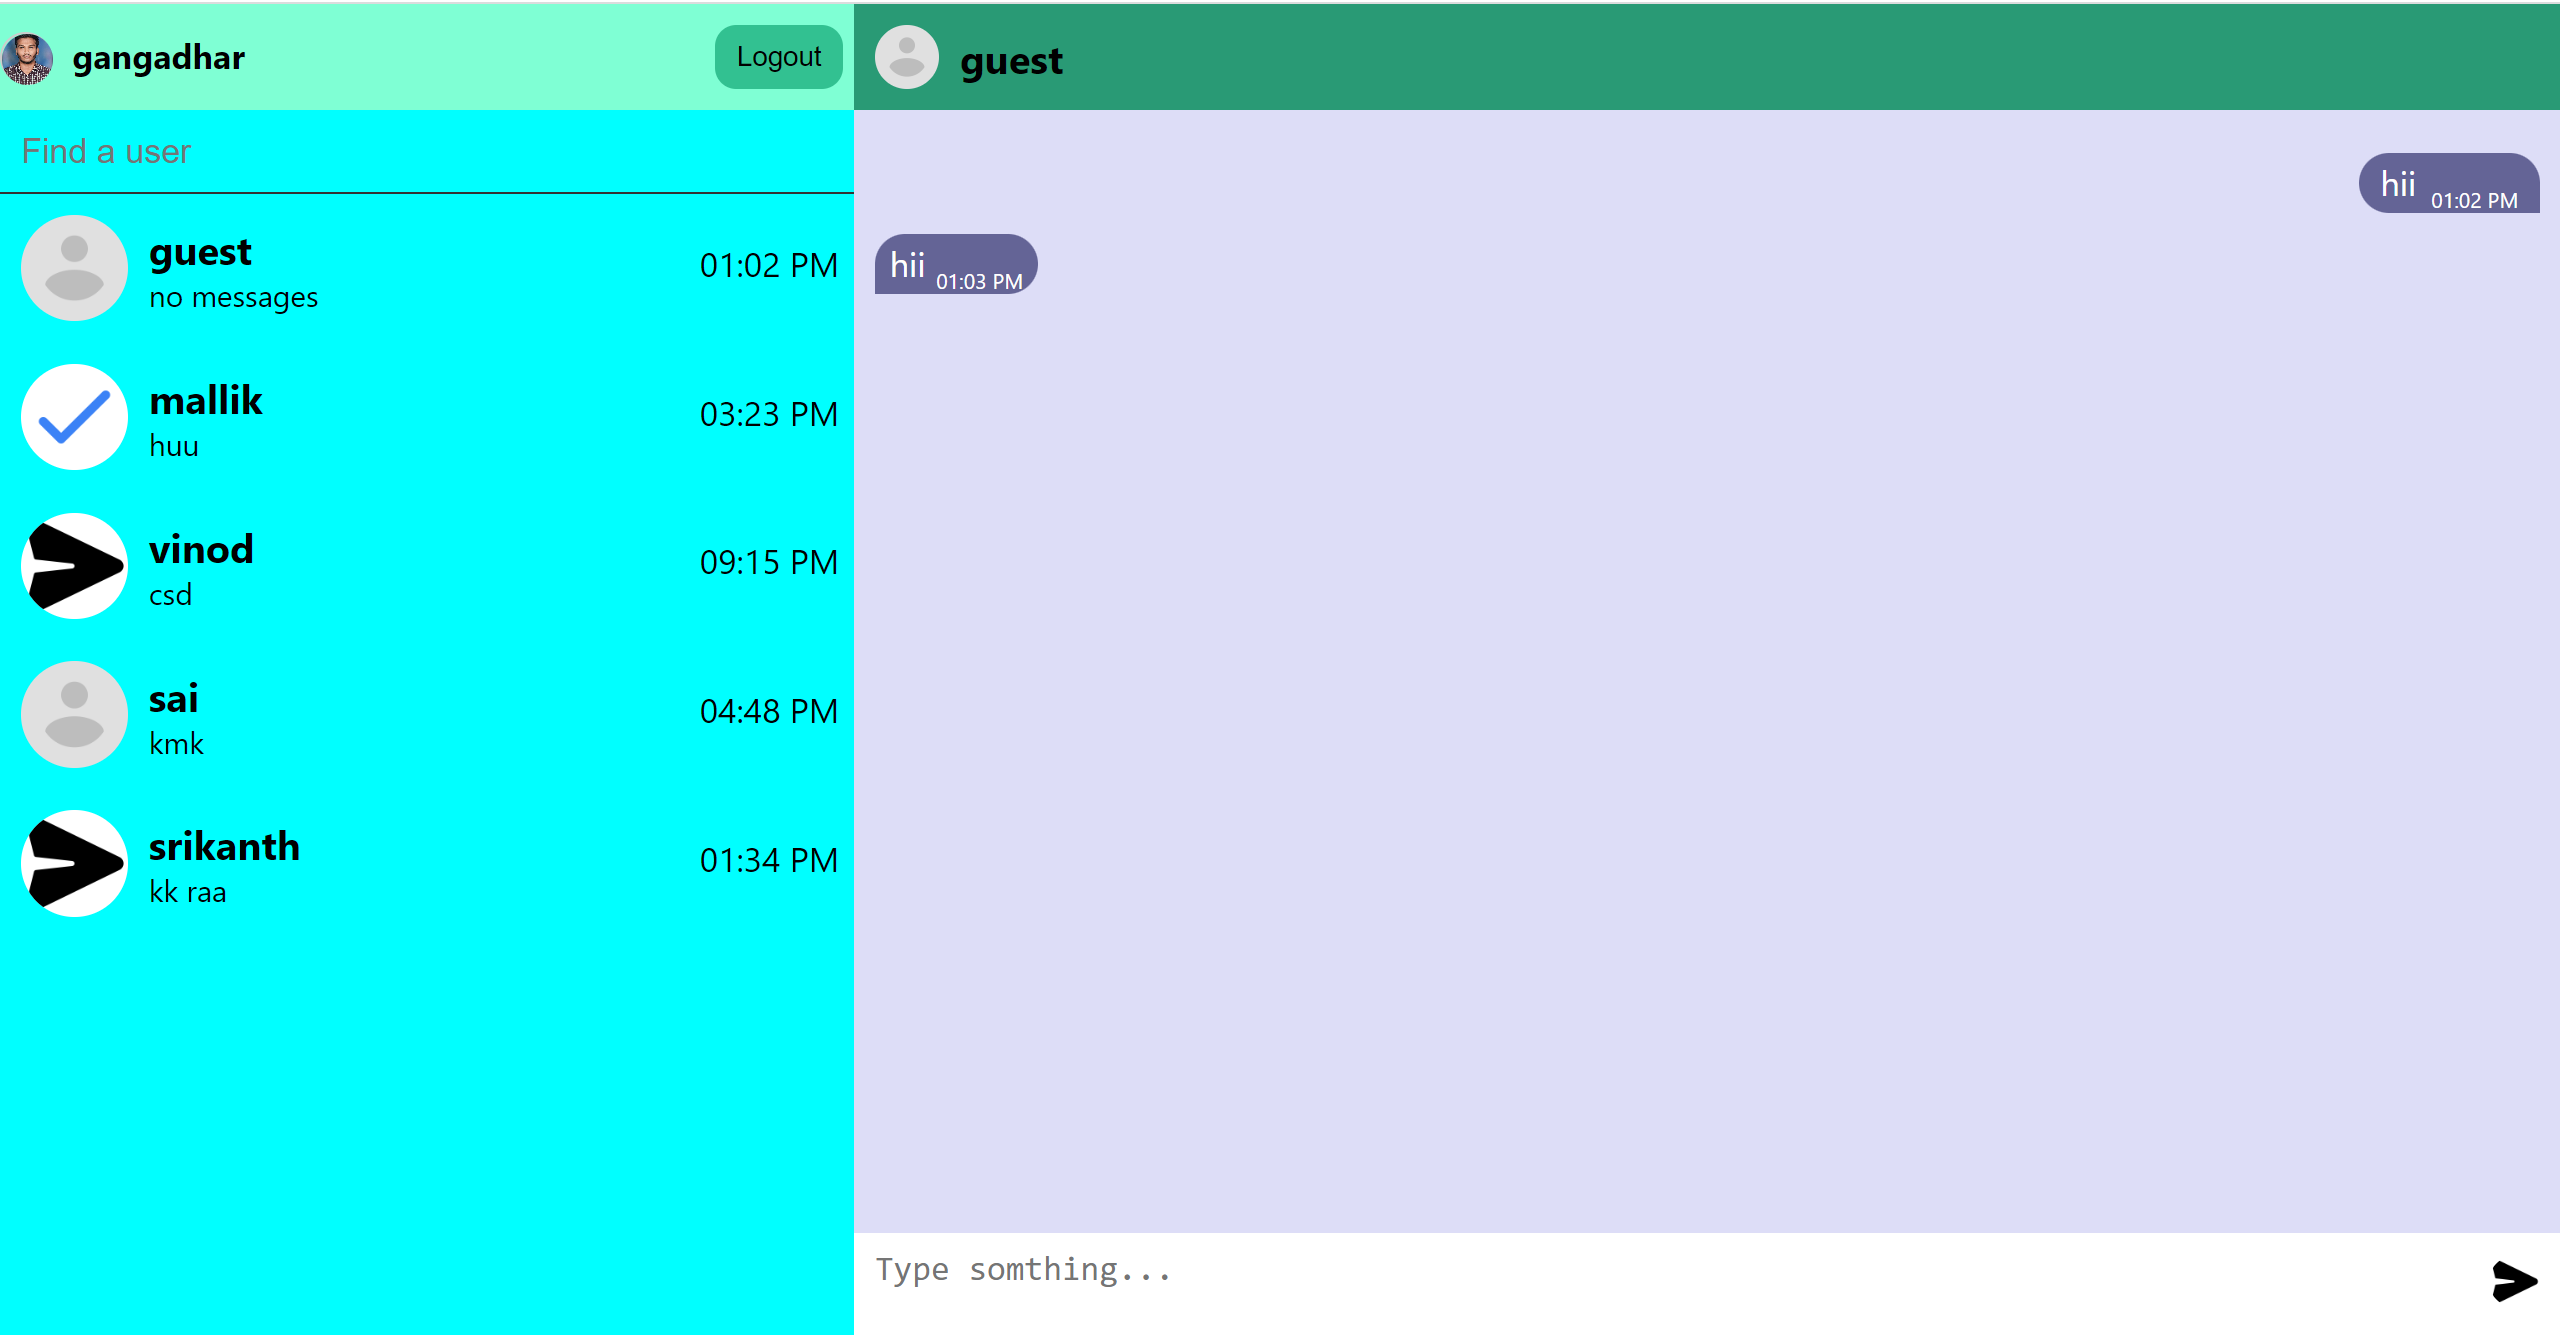 gangadhar
Logout
Find a user
guest
no messages
01:02 PM
mallik
huu
03:23 PM
vinod
csd
09:15 PM
sai
kmk
04:48 PM
srikanth
kk raa
01:34 PM
guest
hii 01:02 PM
hii 01:03 PM
Type somthing...